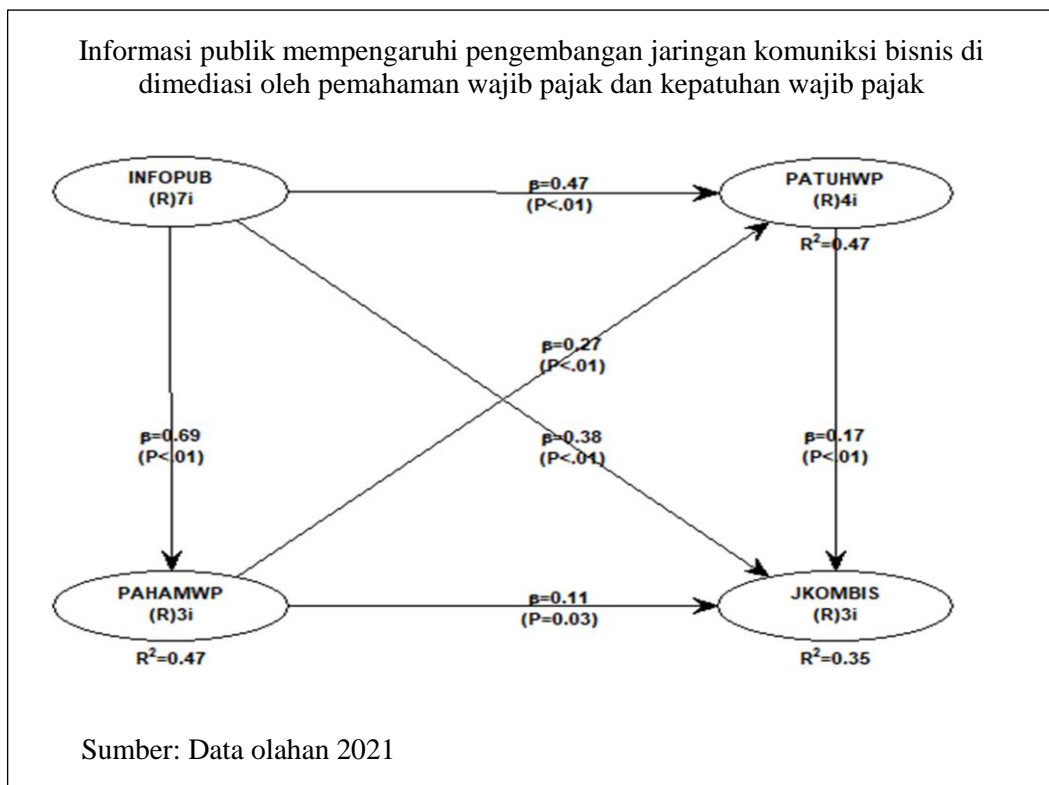 Informasi publik mempengaruhi pengembangan jaringan komuniksi bisnis di
dimediasi oleh pemahaman wajib pajak dan kepatuhan wajib pajak
INFOPUB
(R)7i
β=0.47
(P<.01)
PATUHWP
(R)4i
R²=0.47
β=0.27
(P<.01)
β=0.69
(P<.01)
β=0.38
(P<.01)
β=0.17
(P<.01)
PAHAMWP
(R)3i
R²=0.47
β=0.11
(P=0.03)
JKOMBIS
(R)3i
R²=0.35
Sumber: Data olahan 2021